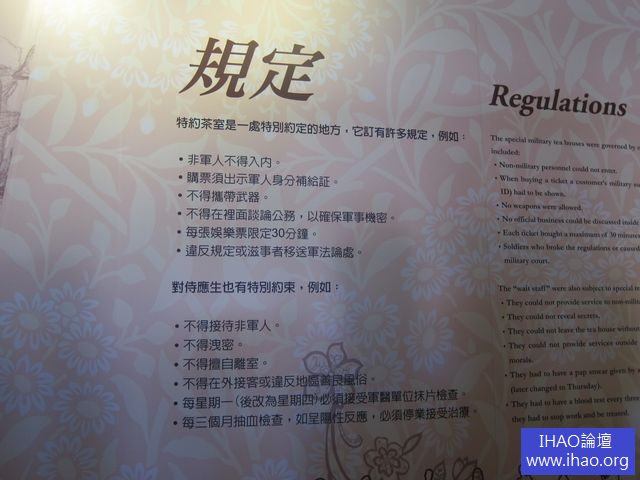 規定
特約茶室是一處特別約定的地方，它訂有許多規定，例如：
• 非軍人不得入內。
• 購票須出示軍人身分補給証。
• 不得攜帶武器。
• 不得在裡面談論公務，以確保軍事機密。
• 每張娛樂票限定30分鐘。
• 違反規定或滋事者移送軍法論處。
對侍應生也有特別約束，例如：
• 不得接待非軍人。
• 不得洩密。
• 不得擅自離室。
• 不得在外接客或違反地區善良風俗。
• 每星期一(後改為星期四)必須接受軍醫單位抹片檢查。
• 每三個月抽血檢查，如呈陽性反應，必須停業接受治療。
Regulations
The special military tea houses were governed by
included:
• Non-military personnel could not enter.
• When buying a ticket a customer's military
ID) had to be shown.
• No weapons were allowed.
• No official business could be discussed inside
• Each ticket bought a maximum of 30 minutes
• Soldiers who broke the regulations or caused
military court.
The "wait staff" were also subject to special
• They could not provide service to
• They could not reveal secrets.
• They could not leave the tea house without
• They could not provide services outside
morals.
• They had to have a pap smear given by
(later changed to Thursday).
• They had to have a blood test every three
they had to stop work and be treated.
IHAO論壇
www.ihao.org